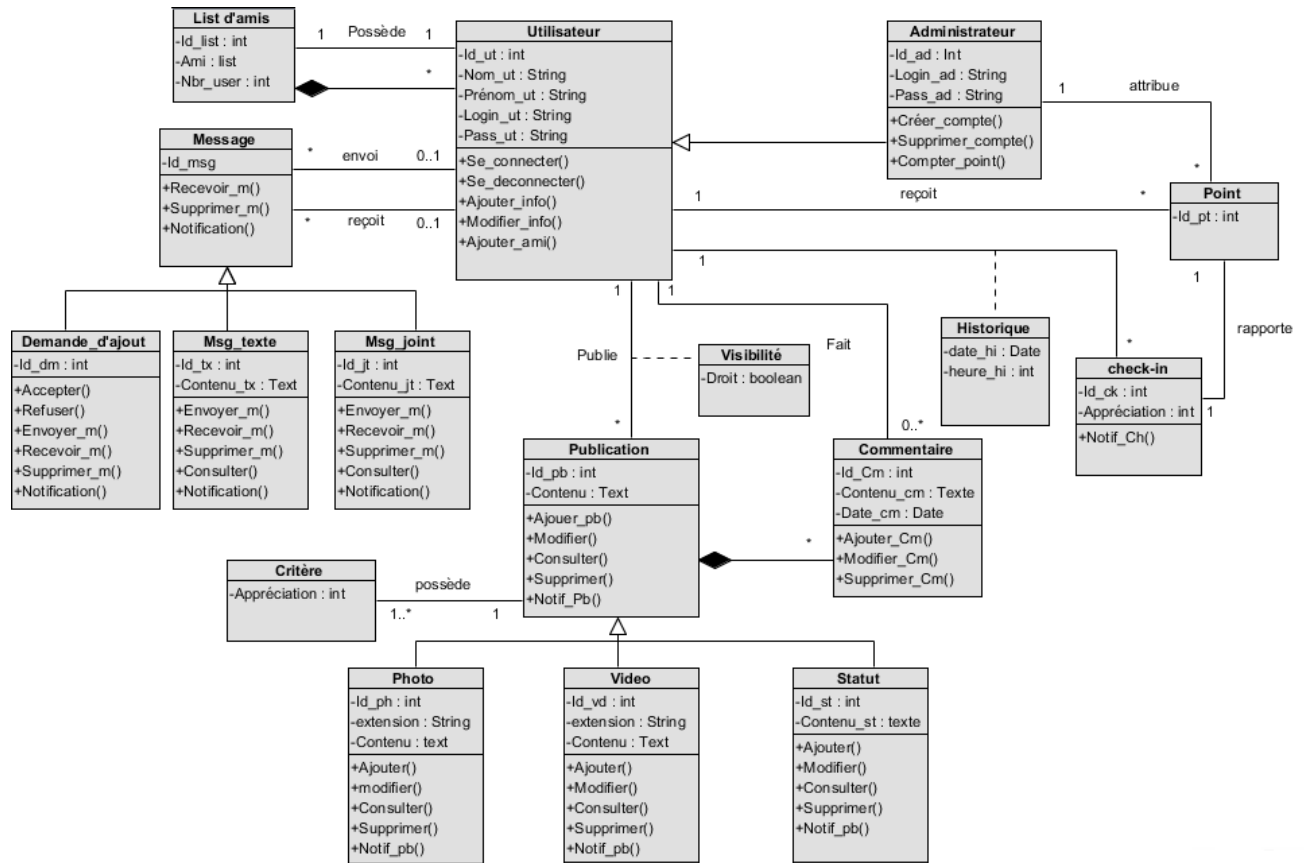 List d'amis
-Id_list : int
-Ami : list
-Nbr_user : int
1
Possède
1
*
Utilisateur
-Id_ut : int
-Nom_ut : String
-Prénom_ut : String
-Login_ut : String
-Pass_ut : String
+Se_connecter()
+Se_deconnecter()
+Ajouter_info()
+Modifier_info()
+Ajouter_ami()
Administrateur
-Id_ad : Int
-Login_ad : String
-Pass_ad : String
+Créer_compte()
+Supprimer_compte()
+Compter_point()
1
attribue
*
Message
-Id_msg
+Recevoir_m()
+Supprimer_m()
+Notification()
*
envoi
0..1
*
reçoit
0..1
1
reçoit
*
Point
-Id_pt : int
1
rapporte
1
1
*
Demande_d'ajout
-Id_dm : int
+Accepter()
+Refuser()
+Envoyer_m()
+Recevoir_m()
+Supprimer_m()
+Notification()
Msg_texte
-Id_tx : int
-Contenu_tx : Text
+Envoyer_m()
+Recevoir_m()
+Supprimer_m()
+Consulter()
+Notification()
Msg_joint
-Id_jt : int
-Contenu_jt : Text
+Envoyer_m()
+Recevoir_m()
+Supprimer_m()
+Consulter()
+Notification()
1
Publie
*
Visibilité
-Droit : boolean
1
Fait
0..*
Historique
-date_hi : Date
-heure_hi : int
check-in
-Id_ck : int
-Appréciation : int
+Notif_Ch()
Publication
-Id_pb : int
-Contenu : Text
+Ajouer_pb()
+Modifier()
+Consulter()
+Supprimer()
+Notif_Pb()
*
Commentaire
-Id_Cm : int
-Contenu_cm : Texte
-Date_cm : Date
+Ajouter_Cm()
+Modifier_Cm()
+Supprimer_Cm()
Critère
-Appréciation : int
possède
1..*
1
Photo
-Id_ph : int
-extension : String
-Contenu : text
+Ajouter()
+modifier()
+Consulter()
+Supprimer()
+Notif_pb()
Video
-Id_vd : int
-extension : String
-Contenu : Text
+Ajouter()
+Modifier()
+Consulter()
+Supprimer()
+Notif_pb()
Statut
-Id_st : int
-Contenu_st : texte
+Ajouter()
+Modifier()
+Consulter()
+Supprimer()
+Notif_pb()